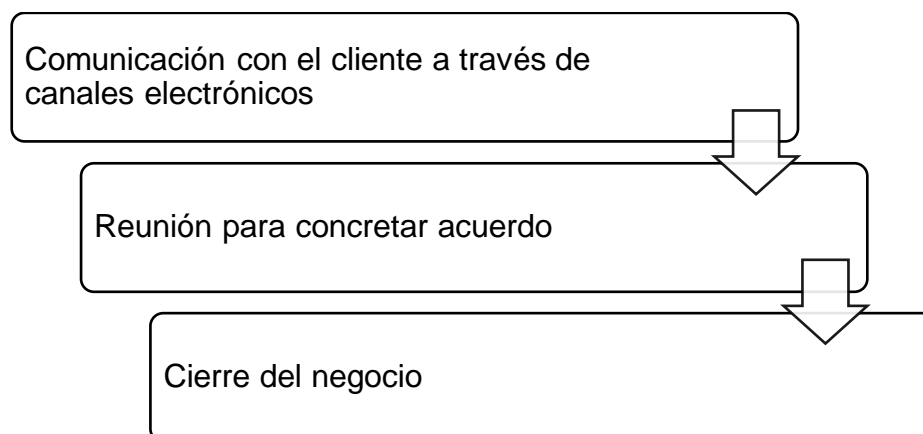 Comunicación con el cliente a través de
canales electrónicos
Reunión para concretar acuerdo
Cierre del negocio